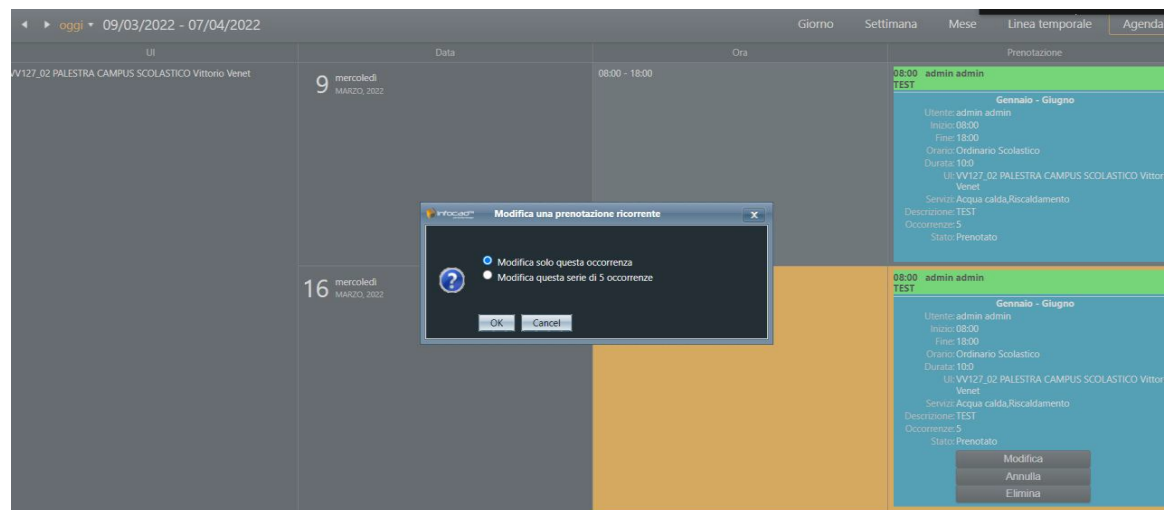 oggi 09/03/2022 - 07/04/2022
Giorno Settimana Mese Linea temporale Agenda
UI Data Ora Prenotazione
VV127_02 PALESTRA CAMPUS SCOLASTICO Vittorio Venet
9 mercoledì
MARZO, 2022
08:00 - 18:00
08:00 admin admin
TEST
Gennaio - Giugno
Utente: admin admin
Inizio: 08:00
Fine: 18:00
Orario: Ordinario Scolastico
Durata: 10:0
UI: VV127_02 PALESTRA CAMPUS SCOLASTICO Vittor
Venet
Servizi: Acqua calda,Riscaldamento
Descrizione: TEST
Occorrenze: 5
Stato: Prenotato
infocad Modifica una prenotazione ricorrente x
Modifica solo questa occorrenza
Modifica questa serie di 5 occorrenze
OK Cancel
16 mercoledì
MARZO, 2022
08:00 admin admin
TEST
Gennaio - Giugno
Utente: admin admin
Inizio: 08:00
Fine: 18:00
Orario: Ordinario Scolastico
Durata: 10:0
UI: VV127_02 PALESTRA CAMPUS SCOLASTICO Vittor
Venet
Servizi: Acqua calda,Riscaldamento
Descrizione: TEST
Occorrenze: 5
Stato: Prenotato
Modifica
Annulla
Elimina